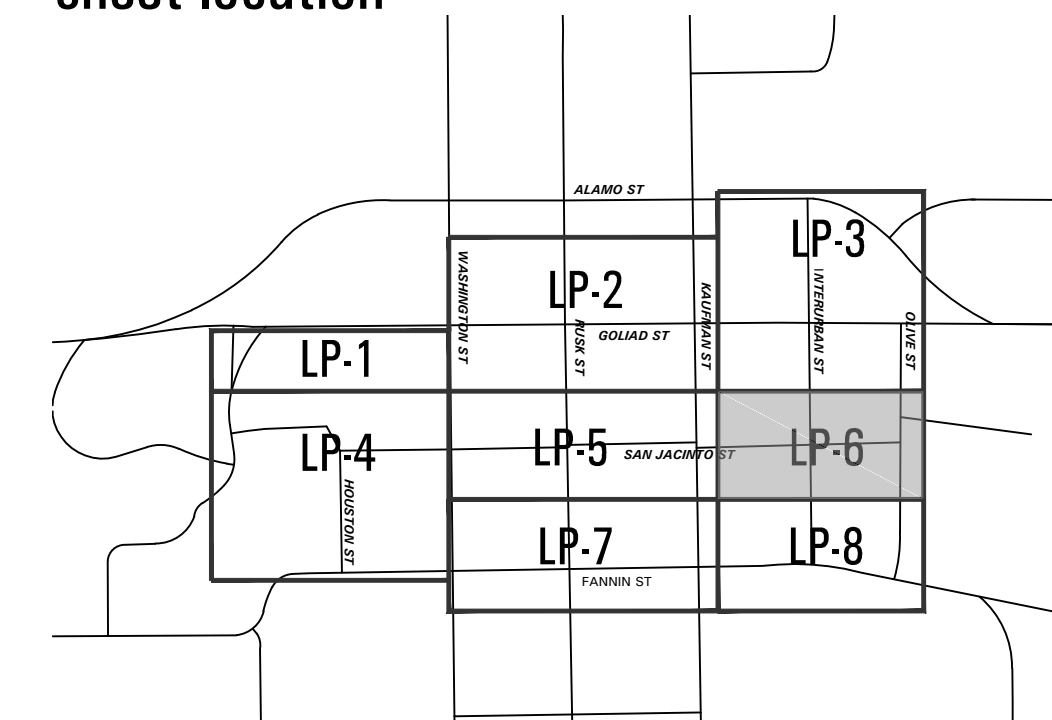 sheet location
ALAMO ST
LP-3
WASHINGTON ST
LP-2
KAUFMAN ST
INTERURBAN ST
OLIVE ST
RUSK ST
GOLIAD ST
LP-1
LP-4
LP-5
SAN JACINTO ST
LP-6
HOUSTON ST
LP-7
LP-8
FANNIN ST